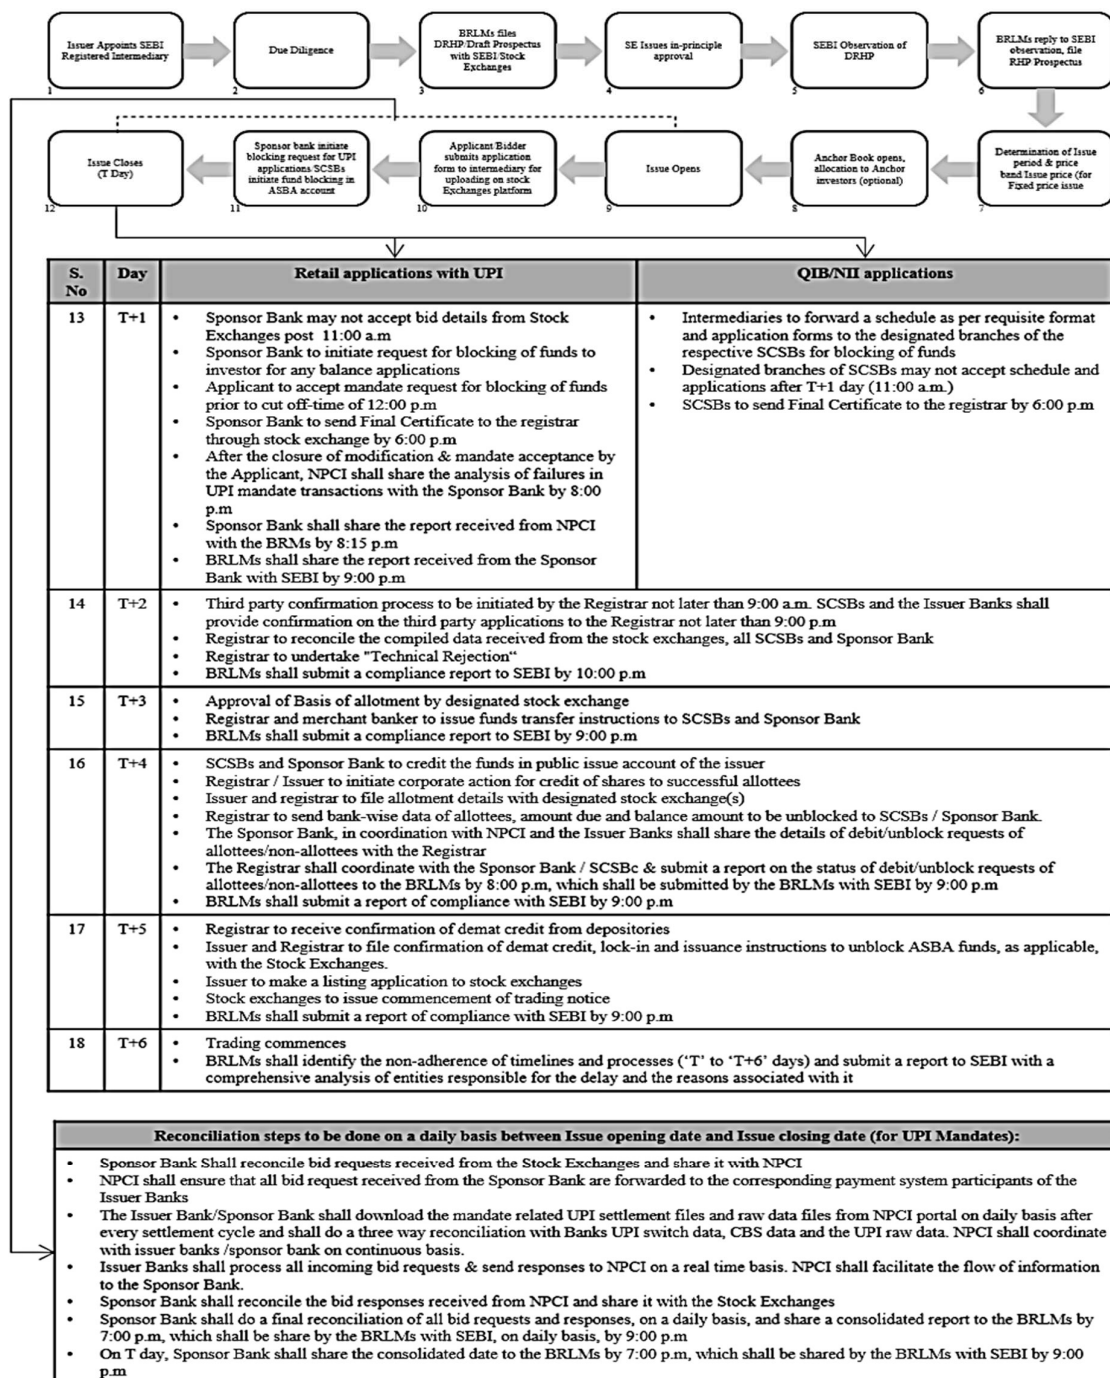 Issuer Appoints SEBI
Registered Intermediary
1
Due Diligence
2
BRLMs files
DRHP/Draft Prospectus
with SEBI/Stock
Exchanges
3
SE Issues in-principle
approval
4
SEBI Observation of
DRHP
5
BRLMs reply to SEBI
observation, file
RHP/Prospectus
6
Issue Closes
(T Day)
12
Sponsor bank initiate
blocking request for UPI
applications/SCSBs
initiate fund blocking in
ASBA account
11
Applicant/Bidder
submits application
form to intermediary for
uploading on stock
Exchanges platform
10
Issue Opens
9
Anchor Book opens,
allocation to Anchor
investors (optional)
8
Determination of Issue
period & price
band/Issue price (for
Fixed price issue
7
S. No
Day
Retail applications with UPI
QIB/NII applications
13
T+1
• Sponsor Bank may not accept bid details from Stock
Exchanges post 11:00 a.m
• Sponsor Bank to initiate request for blocking of funds to
investor for any balance applications
• Applicant to accept mandate request for blocking of funds
prior to cut off-time of 12:00 p.m
• Sponsor Bank to send Final Certificate to the registrar
through stock exchange by 6:00 p.m
• After the closure of modification & mandate acceptance by
the Applicant, NPCI shall share the analysis of failures in
UPI mandate transactions with the Sponsor Bank by 8:00
p.m
• Sponsor Bank shall share the report received from NPCI
with the BRMs by 8:15 p.m
• BRLMs shall share the report received from the Sponsor
Bank with SEBI by 9:00 p.m
• Intermediaries to forward a schedule as per requisite format
and application forms to the designated branches of the
respective SCSBs for blocking of funds
• Designated branches of SCSBs may not accept schedule and
applications after T+1 day (11:00 a.m.)
• SCSBs to send Final Certificate to the registrar by 6:00 p.m
14
T+2
• Third party confirmation process to be initiated by the Registrar not later than 9:00 a.m. SCSBs and the Issuer Banks shall
provide confirmation on the third party applications to the Registrar not later than 9:00 p.m
• Registrar to reconcile the compiled data received from the stock exchanges, all SCSBs and Sponsor Bank
• Registrar to undertake "Technical Rejection“
• BRLMs shall submit a compliance report to SEBI by 10:00 p.m
15
T+3
• Approval of Basis of allotment by designated stock exchange
• Registrar and merchant banker to issue funds transfer instructions to SCSBs and Sponsor Bank
• BRLMs shall submit a compliance report to SEBI by 9:00 p.m
16
T+4
• SCSBs and Sponsor Bank to credit the funds in public issue account of the issuer
• Registrar / Issuer to initiate corporate action for credit of shares to successful allottees
• Issuer and registrar to file allotment details with designated stock exchange(s)
• Registrar to send bank-wise data of allottees, amount due and balance amount to be unblocked to SCSBs / Sponsor Bank.
• The Sponsor Bank, in coordination with NPCI and the Issuer Banks shall share the details of debit/unblock requests of
allottees/non-allottees with the Registrar
• The Registrar shall coordinate with the Sponsor Bank / SCSBc & submit a report on the status of debit/unblock requests of
allottees/non-allottees to the BRLMs by 8:00 p.m, which shall be submitted by the BRLMs with SEBI by 9:00 p.m
• BRLMs shall submit a report of compliance with SEBI by 9:00 p.m
17
T+5
• Registrar to receive confirmation of demat credit from depositories
• Issuer and Registrar to file confirmation of demat credit, lock-in and issuance instructions to unblock ASBA funds, as applicable,
with the Stock Exchanges.
• Issuer to make a listing application to stock exchanges
• Stock exchanges to issue commencement of trading notice
• BRLMs shall submit a report of compliance with SEBI by 9:00 p.m
18
T+6
• Trading commences
• BRLMs shall identify the non-adherence of timelines and processes (‘T’ to ‘T+6’ days) and submit a report to SEBI with a
comprehensive analysis of entities responsible for the delay and the reasons associated with it
Reconciliation steps to be done on a daily basis between Issue opening date and Issue closing date (for UPI Mandates):
• Sponsor Bank Shall reconcile bid requests received from the Stock Exchanges and share it with NPCI
• NPCI shall ensure that all bid request received from the Sponsor Bank are forwarded to the corresponding payment system participants of the
Issuer Banks
• The Issuer Bank/Sponsor Bank shall download the mandate related UPI settlement files and raw data files from NPCI portal on daily basis after
every settlement cycle and shall do a three way reconciliation with Banks UPI switch data, CBS data and the UPI raw data. NPCI shall coordinate
with issuer banks /sponsor bank on continuous basis.
• Issuer Banks shall process all incoming bid requests & send responses to NPCI on a real time basis. NPCI shall facilitate the flow of information
to the Sponsor Bank.
• Sponsor Bank shall reconcile the bid responses received from NPCI and share it with the Stock Exchanges
• Sponsor Bank shall do a final reconciliation of all bid requests and responses, on a daily basis, and share a consolidated report to the BRLMs by
7:00 p.m, which shall be share by the BRLMs with SEBI, on daily basis, by 9:00 p.m
• On T day, Sponsor Bank shall share the consolidated date to the BRLMs by 7:00 p.m, which shall be shared by the BRLMs with SEBI by 9:00
p.m